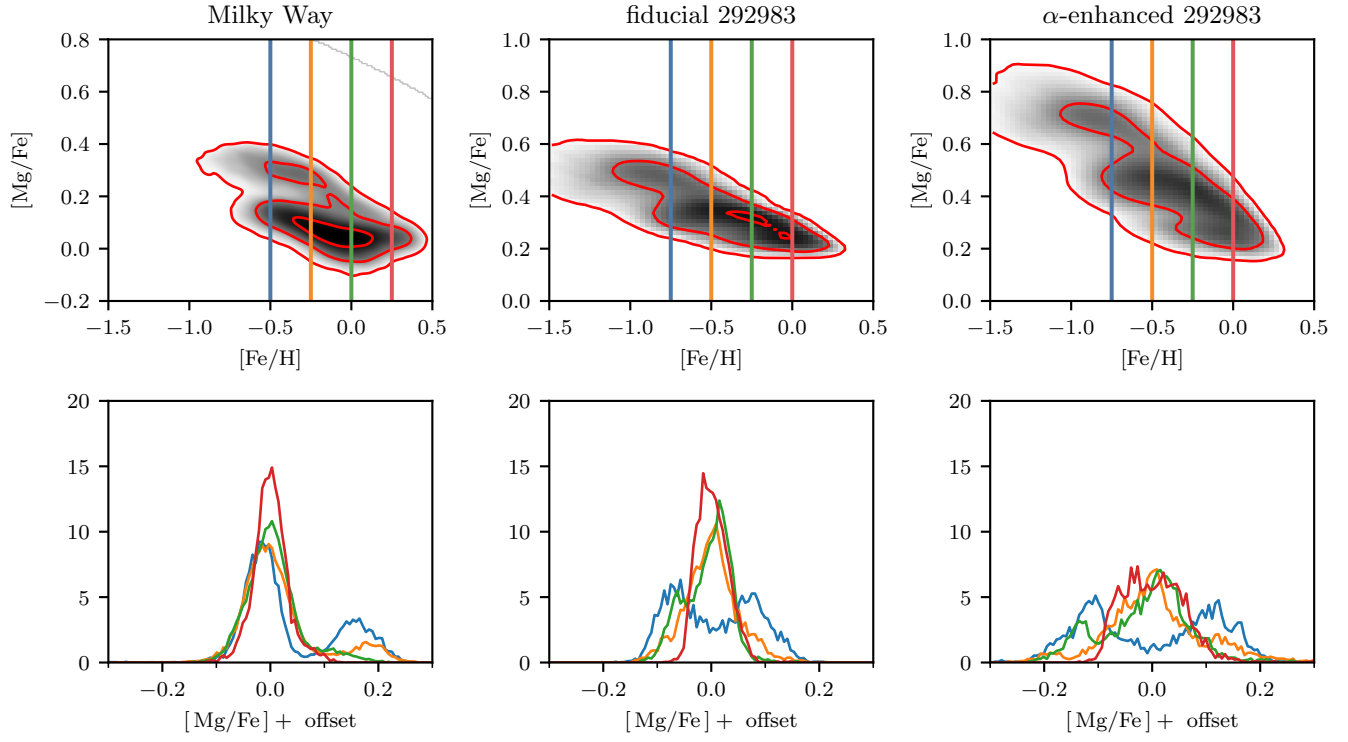 Milky Way
fiducial 292983
α-enhanced 292983
0.8
0.6
0.4
0.2
0.0
−0.2
[Mg/Fe]
−1.5 −1.0 −0.5 0.0 0.5
[Fe/H]
1.0
0.8
0.6
0.4
0.2
0.0
[Mg/Fe]
−1.5 −1.0 −0.5 0.0 0.5
[Fe/H]
1.0
0.8
0.6
0.4
0.2
0.0
[Mg/Fe]
−1.5 −1.0 −0.5 0.0 0.5
[Fe/H]
20
15
10
5
0
−0.2 0.0 0.2
[Mg/Fe] + offset
20
15
10
5
0
−0.2 0.0 0.2
[Mg/Fe] + offset
20
15
10
5
0
−0.2 0.0 0.2
[Mg/Fe] + offset